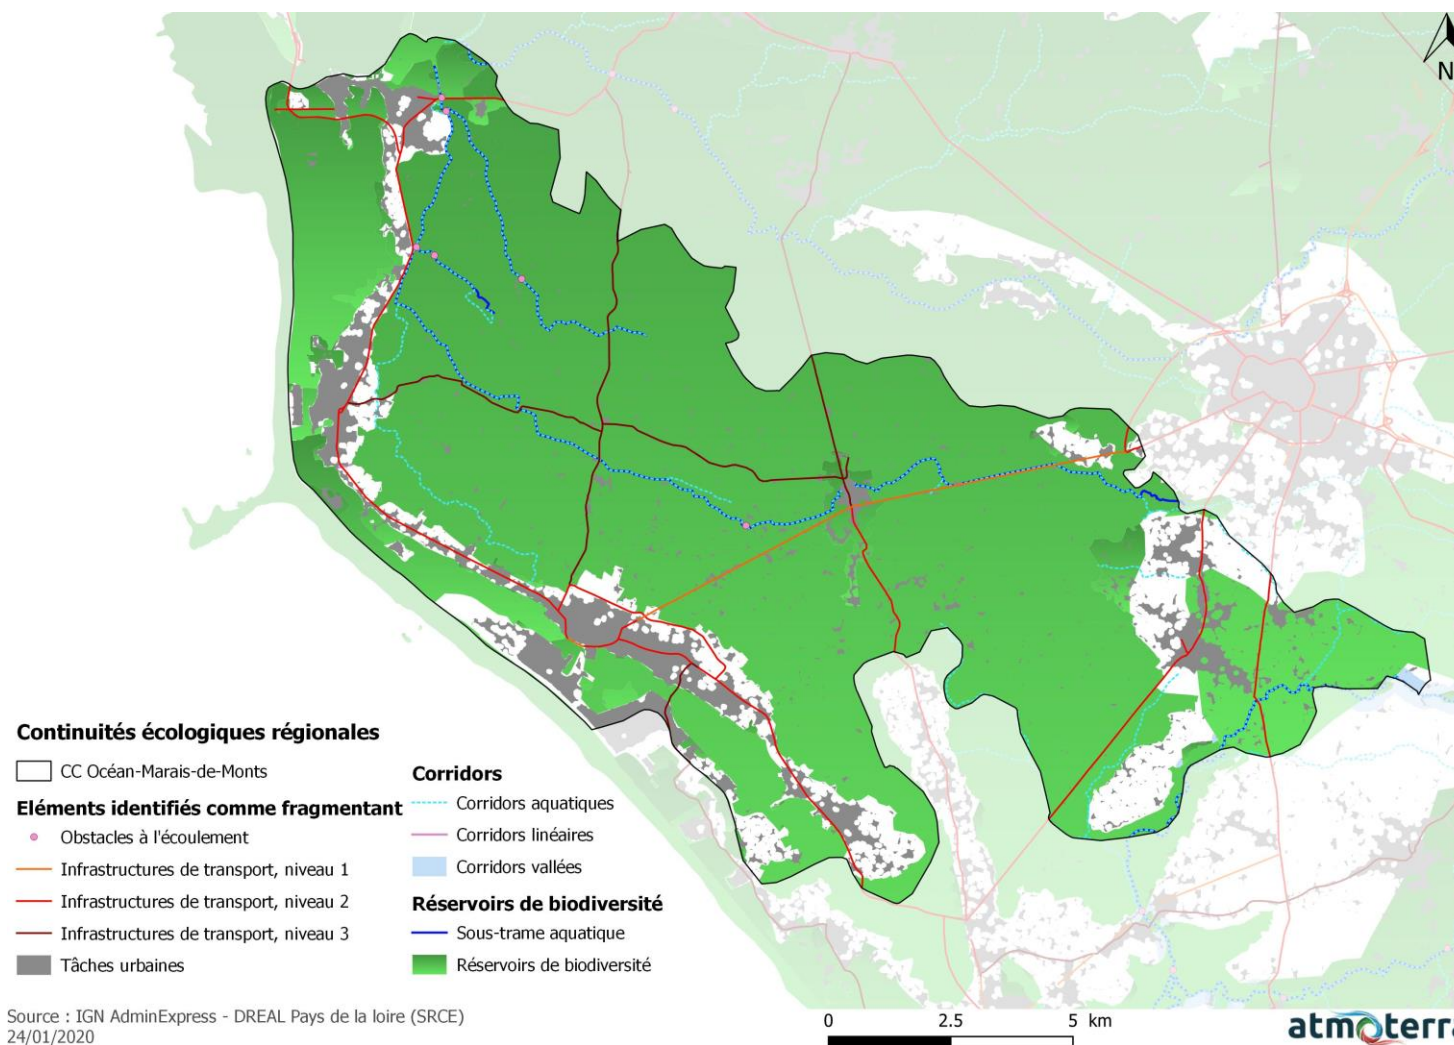 N
Continuités écologiques régionales
CC Océan-Marais-de-Monts
Eléments identifiés comme fragmentant
Obstacles à l'écoulement
Infrastructures de transport, niveau 1
Infrastructures de transport, niveau 2
Infrastructures de transport, niveau 3
Tâches urbaines
Corridors
Corridors aquatiques
Corridors linéaires
Corridors vallées
Réservoirs de biodiversité
Sous-trame aquatique
Réservoirs de biodiversité
Source : IGN AdminExpress - DREAL Pays de la loire (SRCE)
24/01/2020
0 2.5 5 km
atmoterra